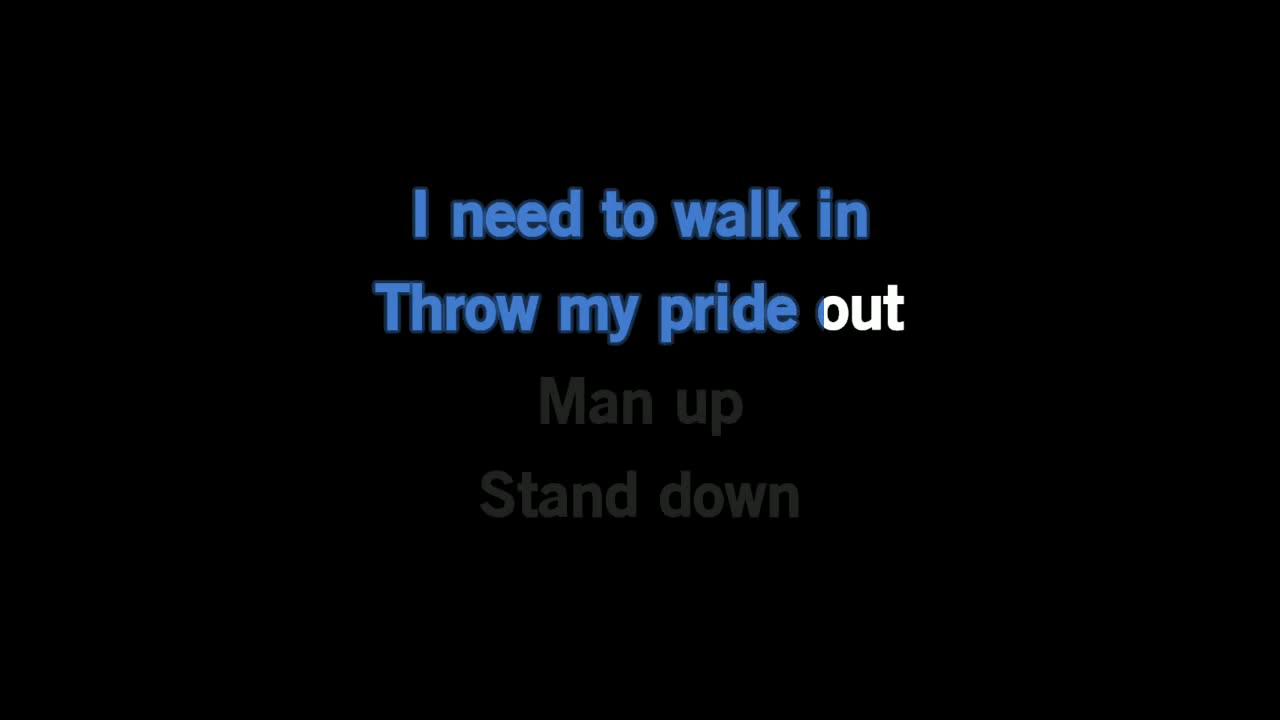 I need to walk in
Throw my pride out
Man up
Stand down